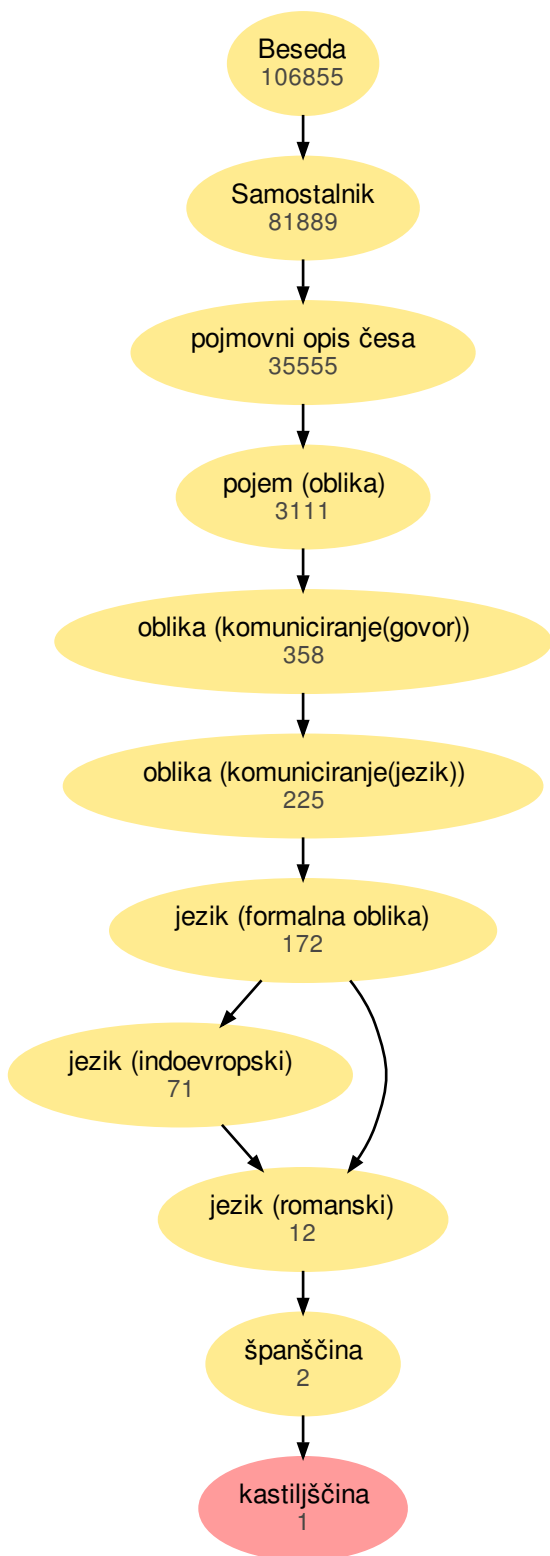 Beseda
106855
Samostalnik
81889
pojmovni opis česa
35555
pojem (oblika)
3111
oblika (komuniciranje(govor))
358
oblika (komuniciranje(jezik))
225
jezik (formalna oblika)
172
jezik (indoevropski)
71
jezik (romanski)
12
španščina
2
kastiljščina
1